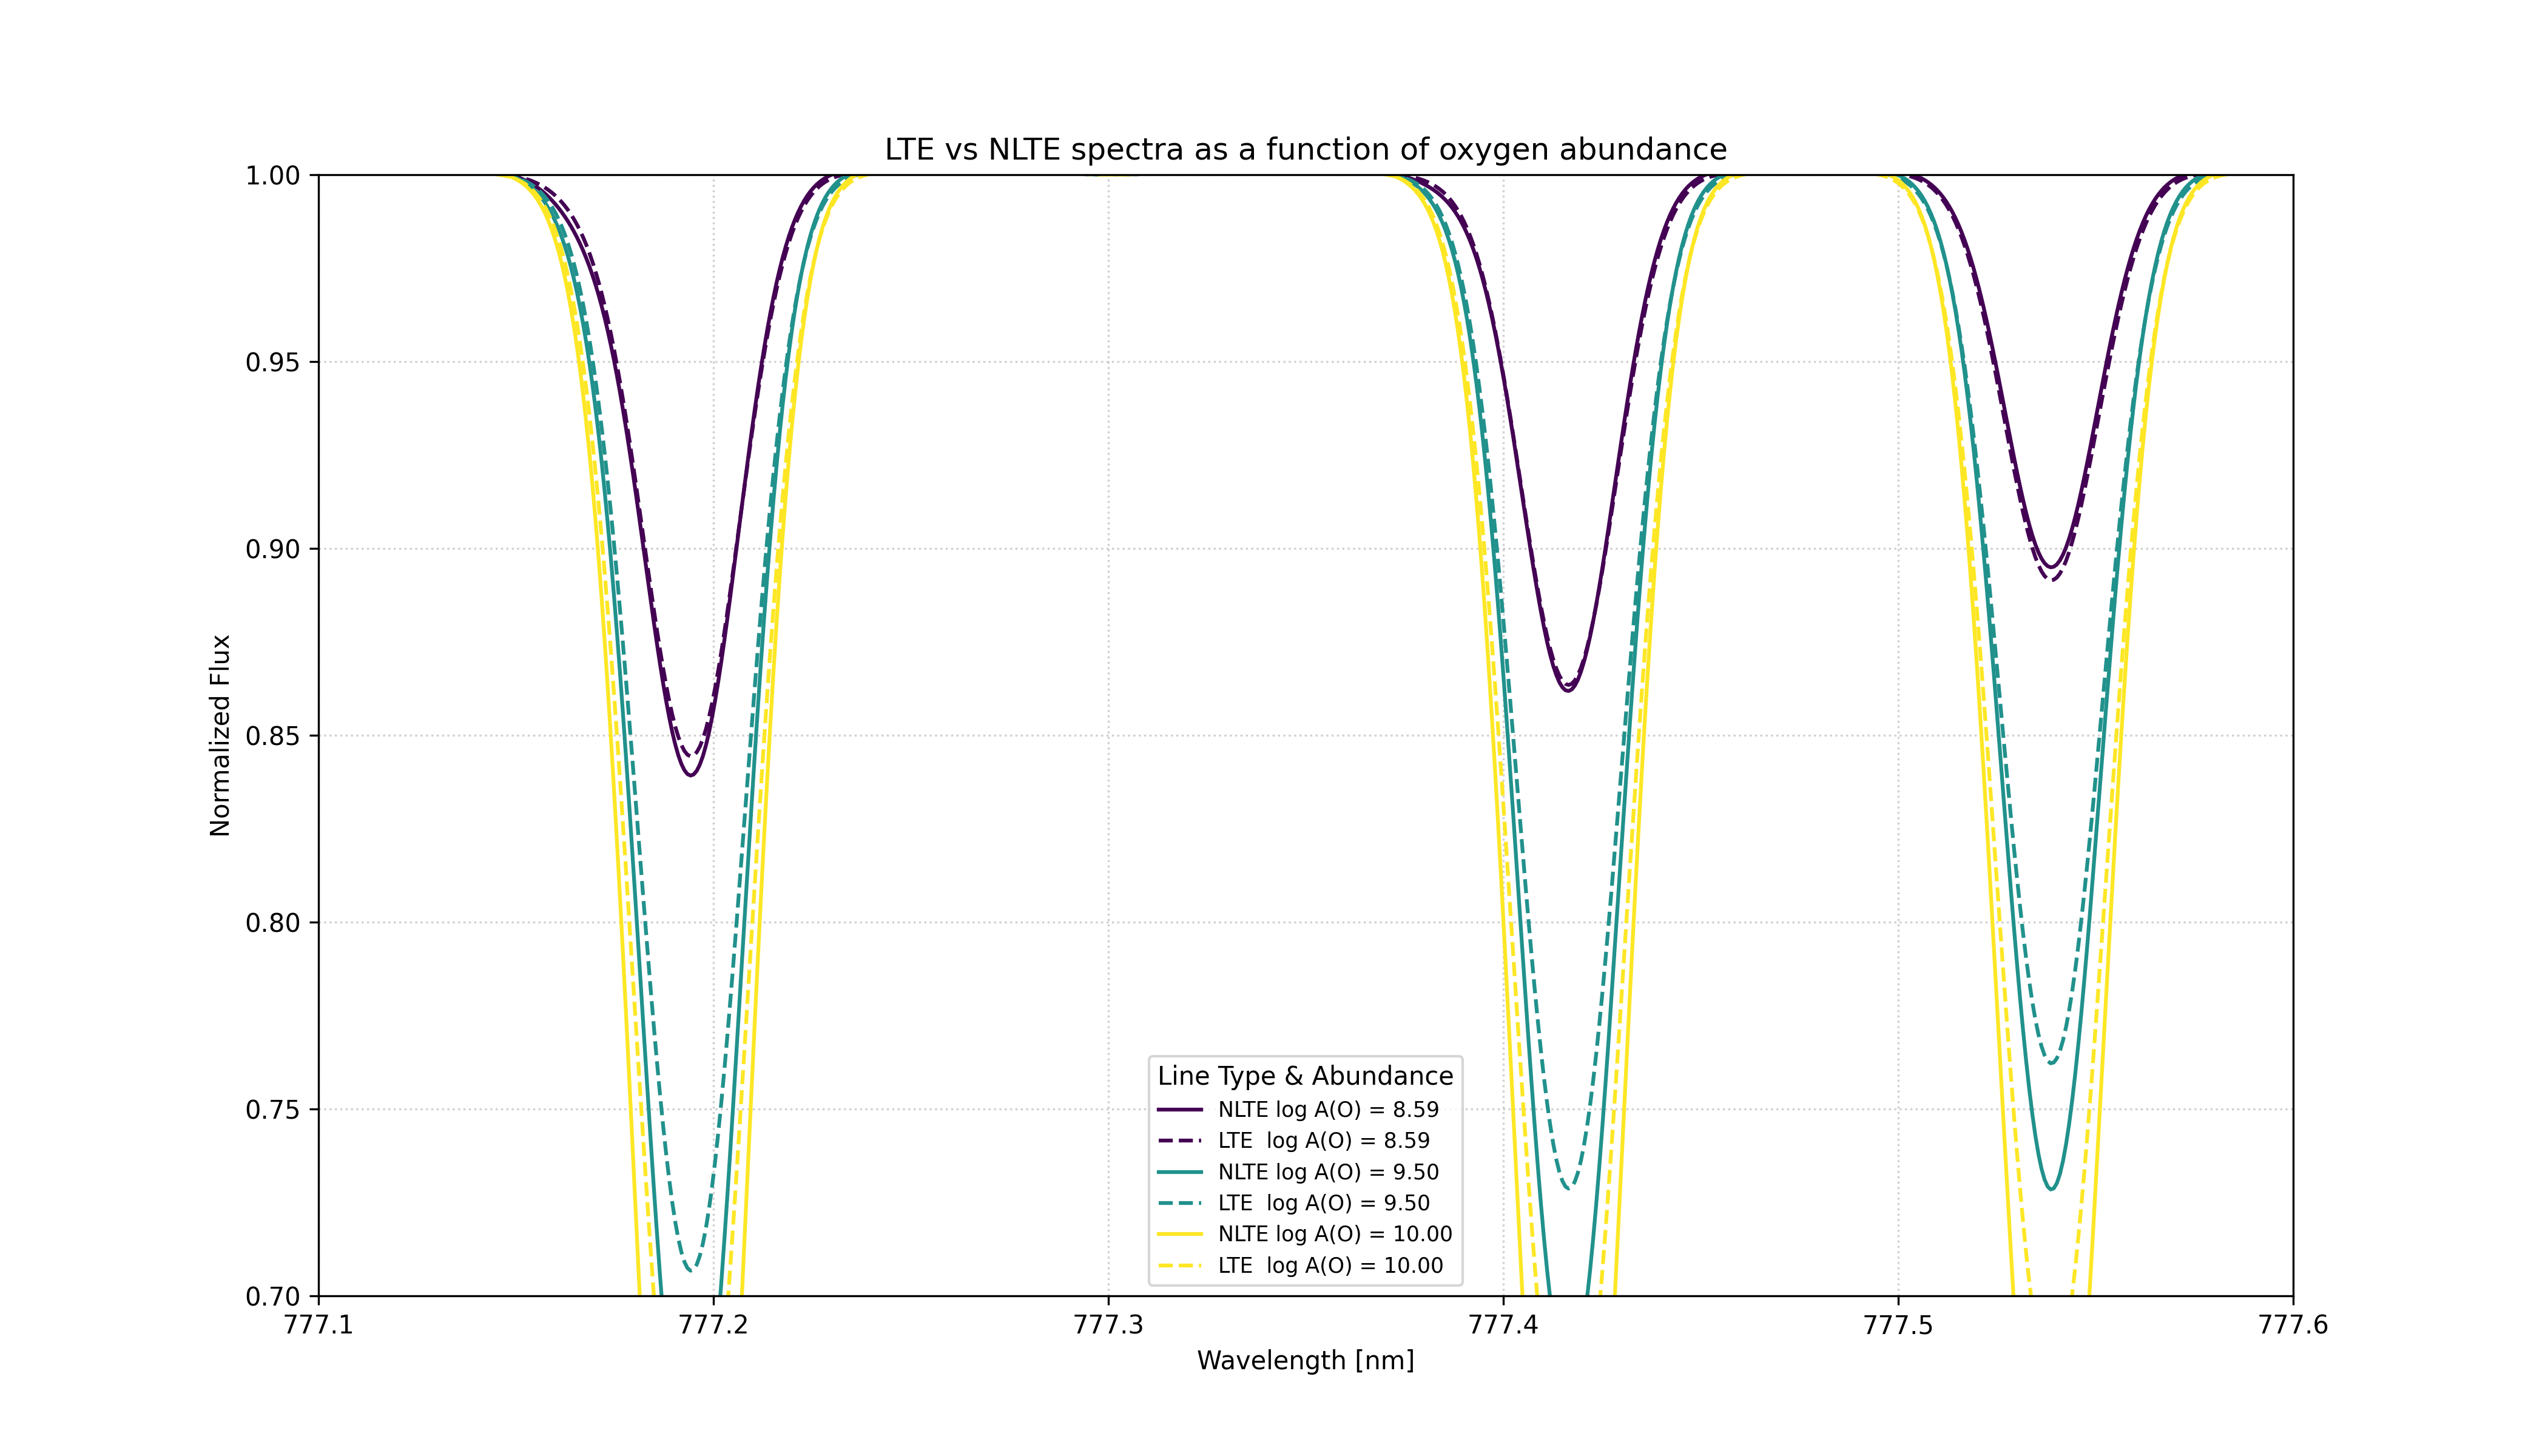 LTE vs NLTE spectra as a function of oxygen abundance
1.00
0.95
0.90
0.85
0.80
0.75
0.70
Normalized Flux
Line Type & Abundance
NLTE log A(O) = 8.59
LTE  log A(O) = 8.59
NLTE log A(O) = 9.50
LTE  log A(O) = 9.50
NLTE log A(O) = 10.00
LTE  log A(O) = 10.00
777.1 777.2 777.3 777.4 777.5 777.6
Wavelength [nm]